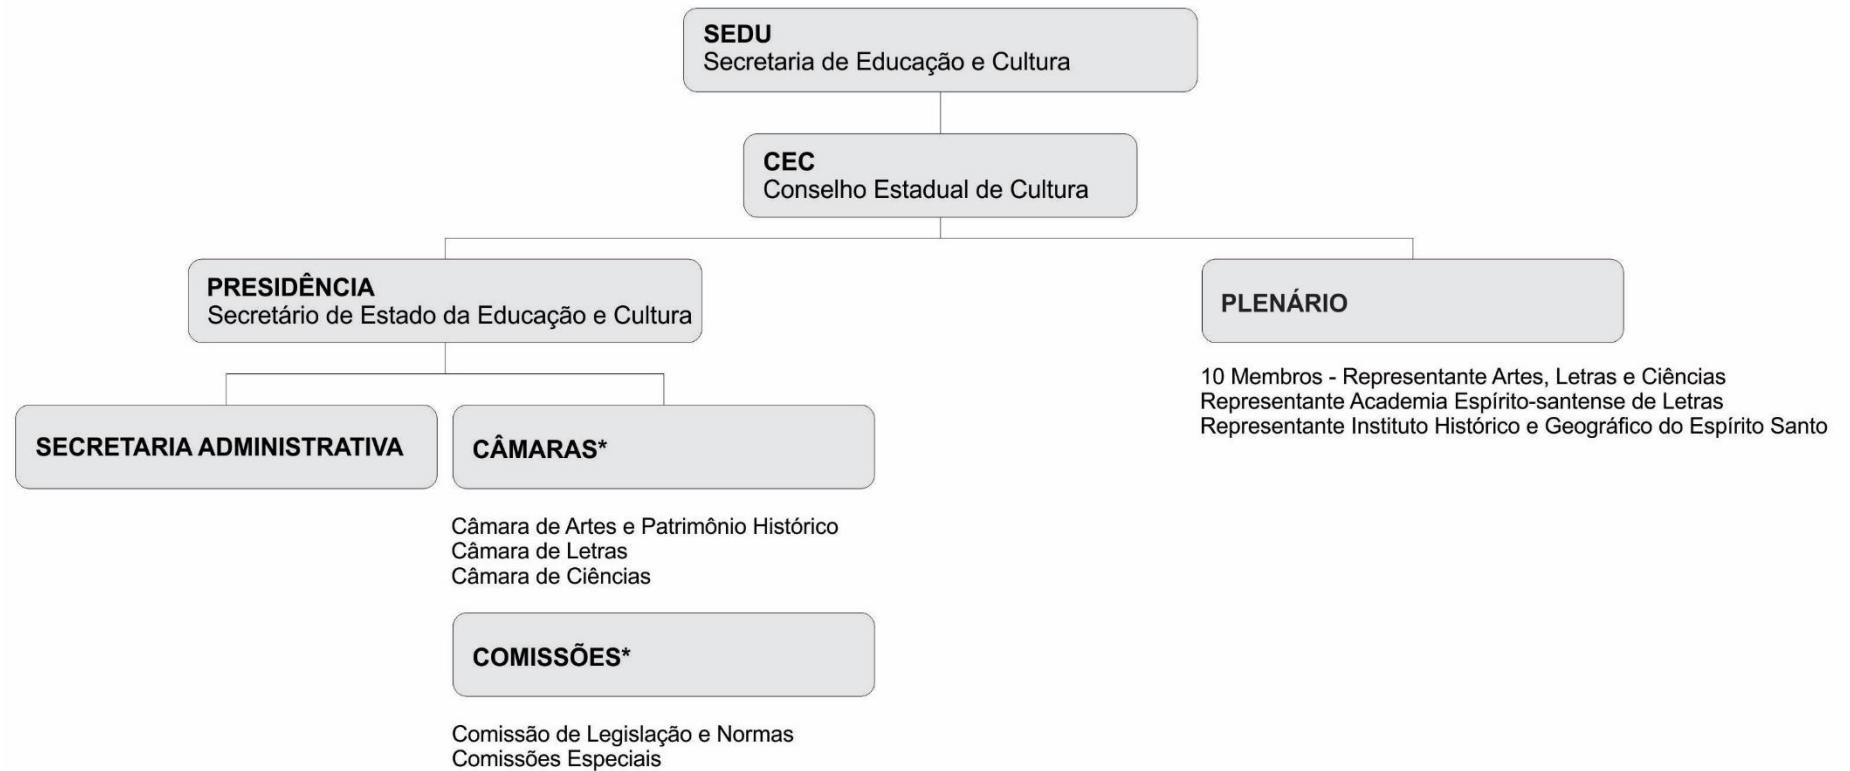 SEDU
Secretaria de Educação e Cultura
CEC
Conselho Estadual de Cultura
PRESIDÊNCIA
Secretário de Estado da Educação e Cultura
PLENÁRIO
10 Membros - Representante Artes, Letras e Ciências
Representante Academia Espírito-santense de Letras
Representante Instituto Histórico e Geográfico do Espírito Santo
SECRETARIA ADMINISTRATIVA
CÂMARAS*
Câmara de Artes e Patrimônio Histórico
Câmara de Letras
Câmara de Ciências
COMISSÕES*
Comissão de Legislação e Normas
Comissões Especiais